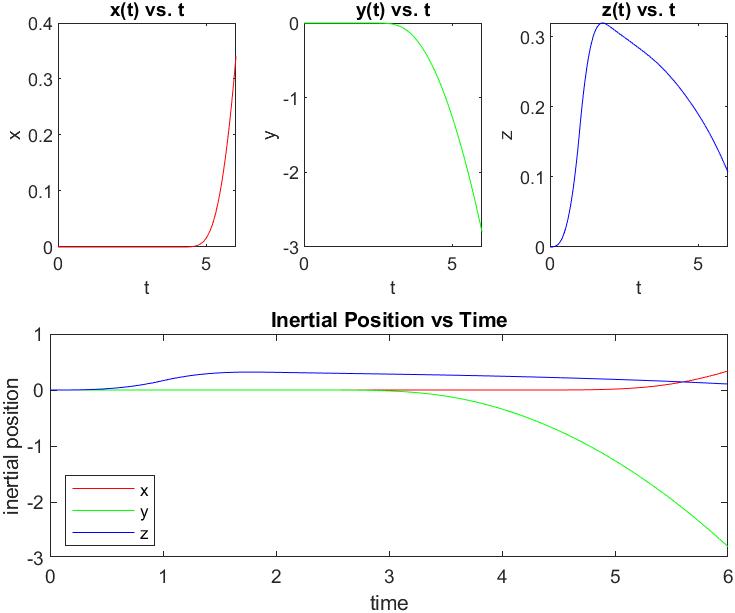 x(t) vs. t
y(t) vs. t
z(t) vs. t
0.4
0.3
0.2
0.1
0
x
0
5
t
0
-1
-2
-3
y
0
5
t
0.3
0.2
0.1
0
z
0
5
t
Inertial Position vs Time
1
0
-1
-2
-3
inertial position
x
y
z
0
1
2
3
4
5
6
time